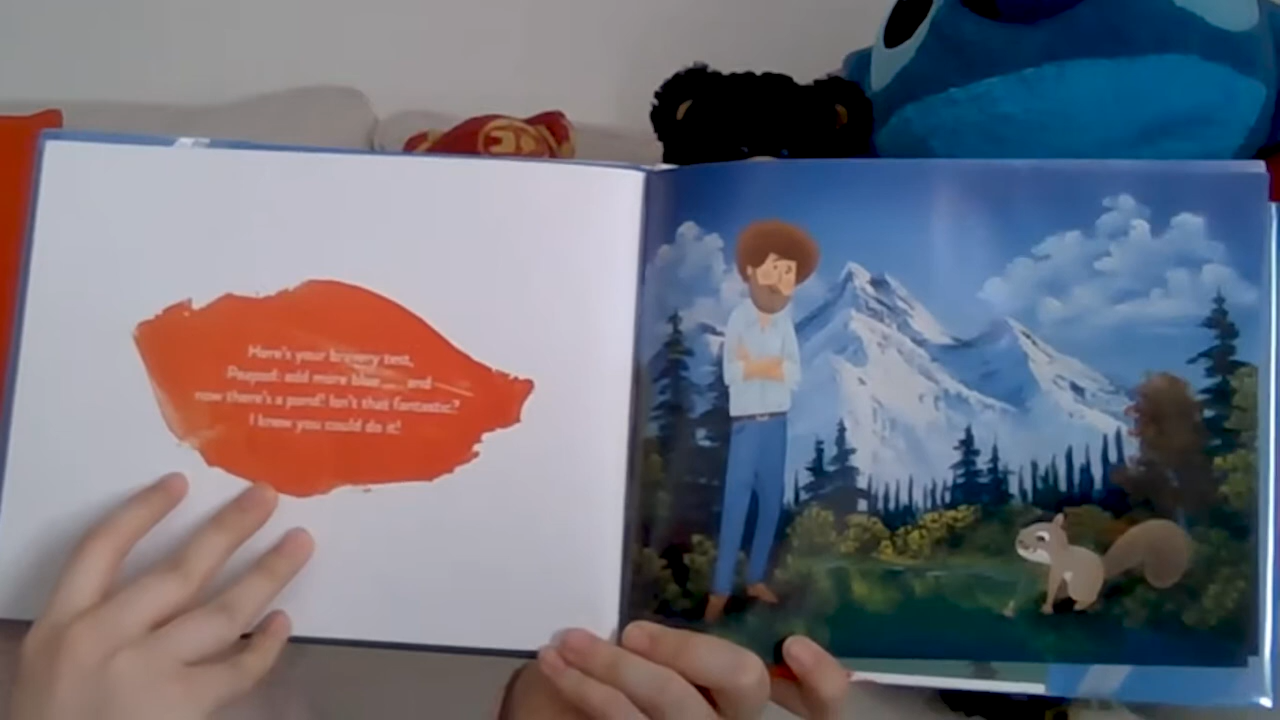 Here's your bravery test,
Peapod: add more blue ... and
now there's a pond! Isn't that fantastic?
I knew you could do it!